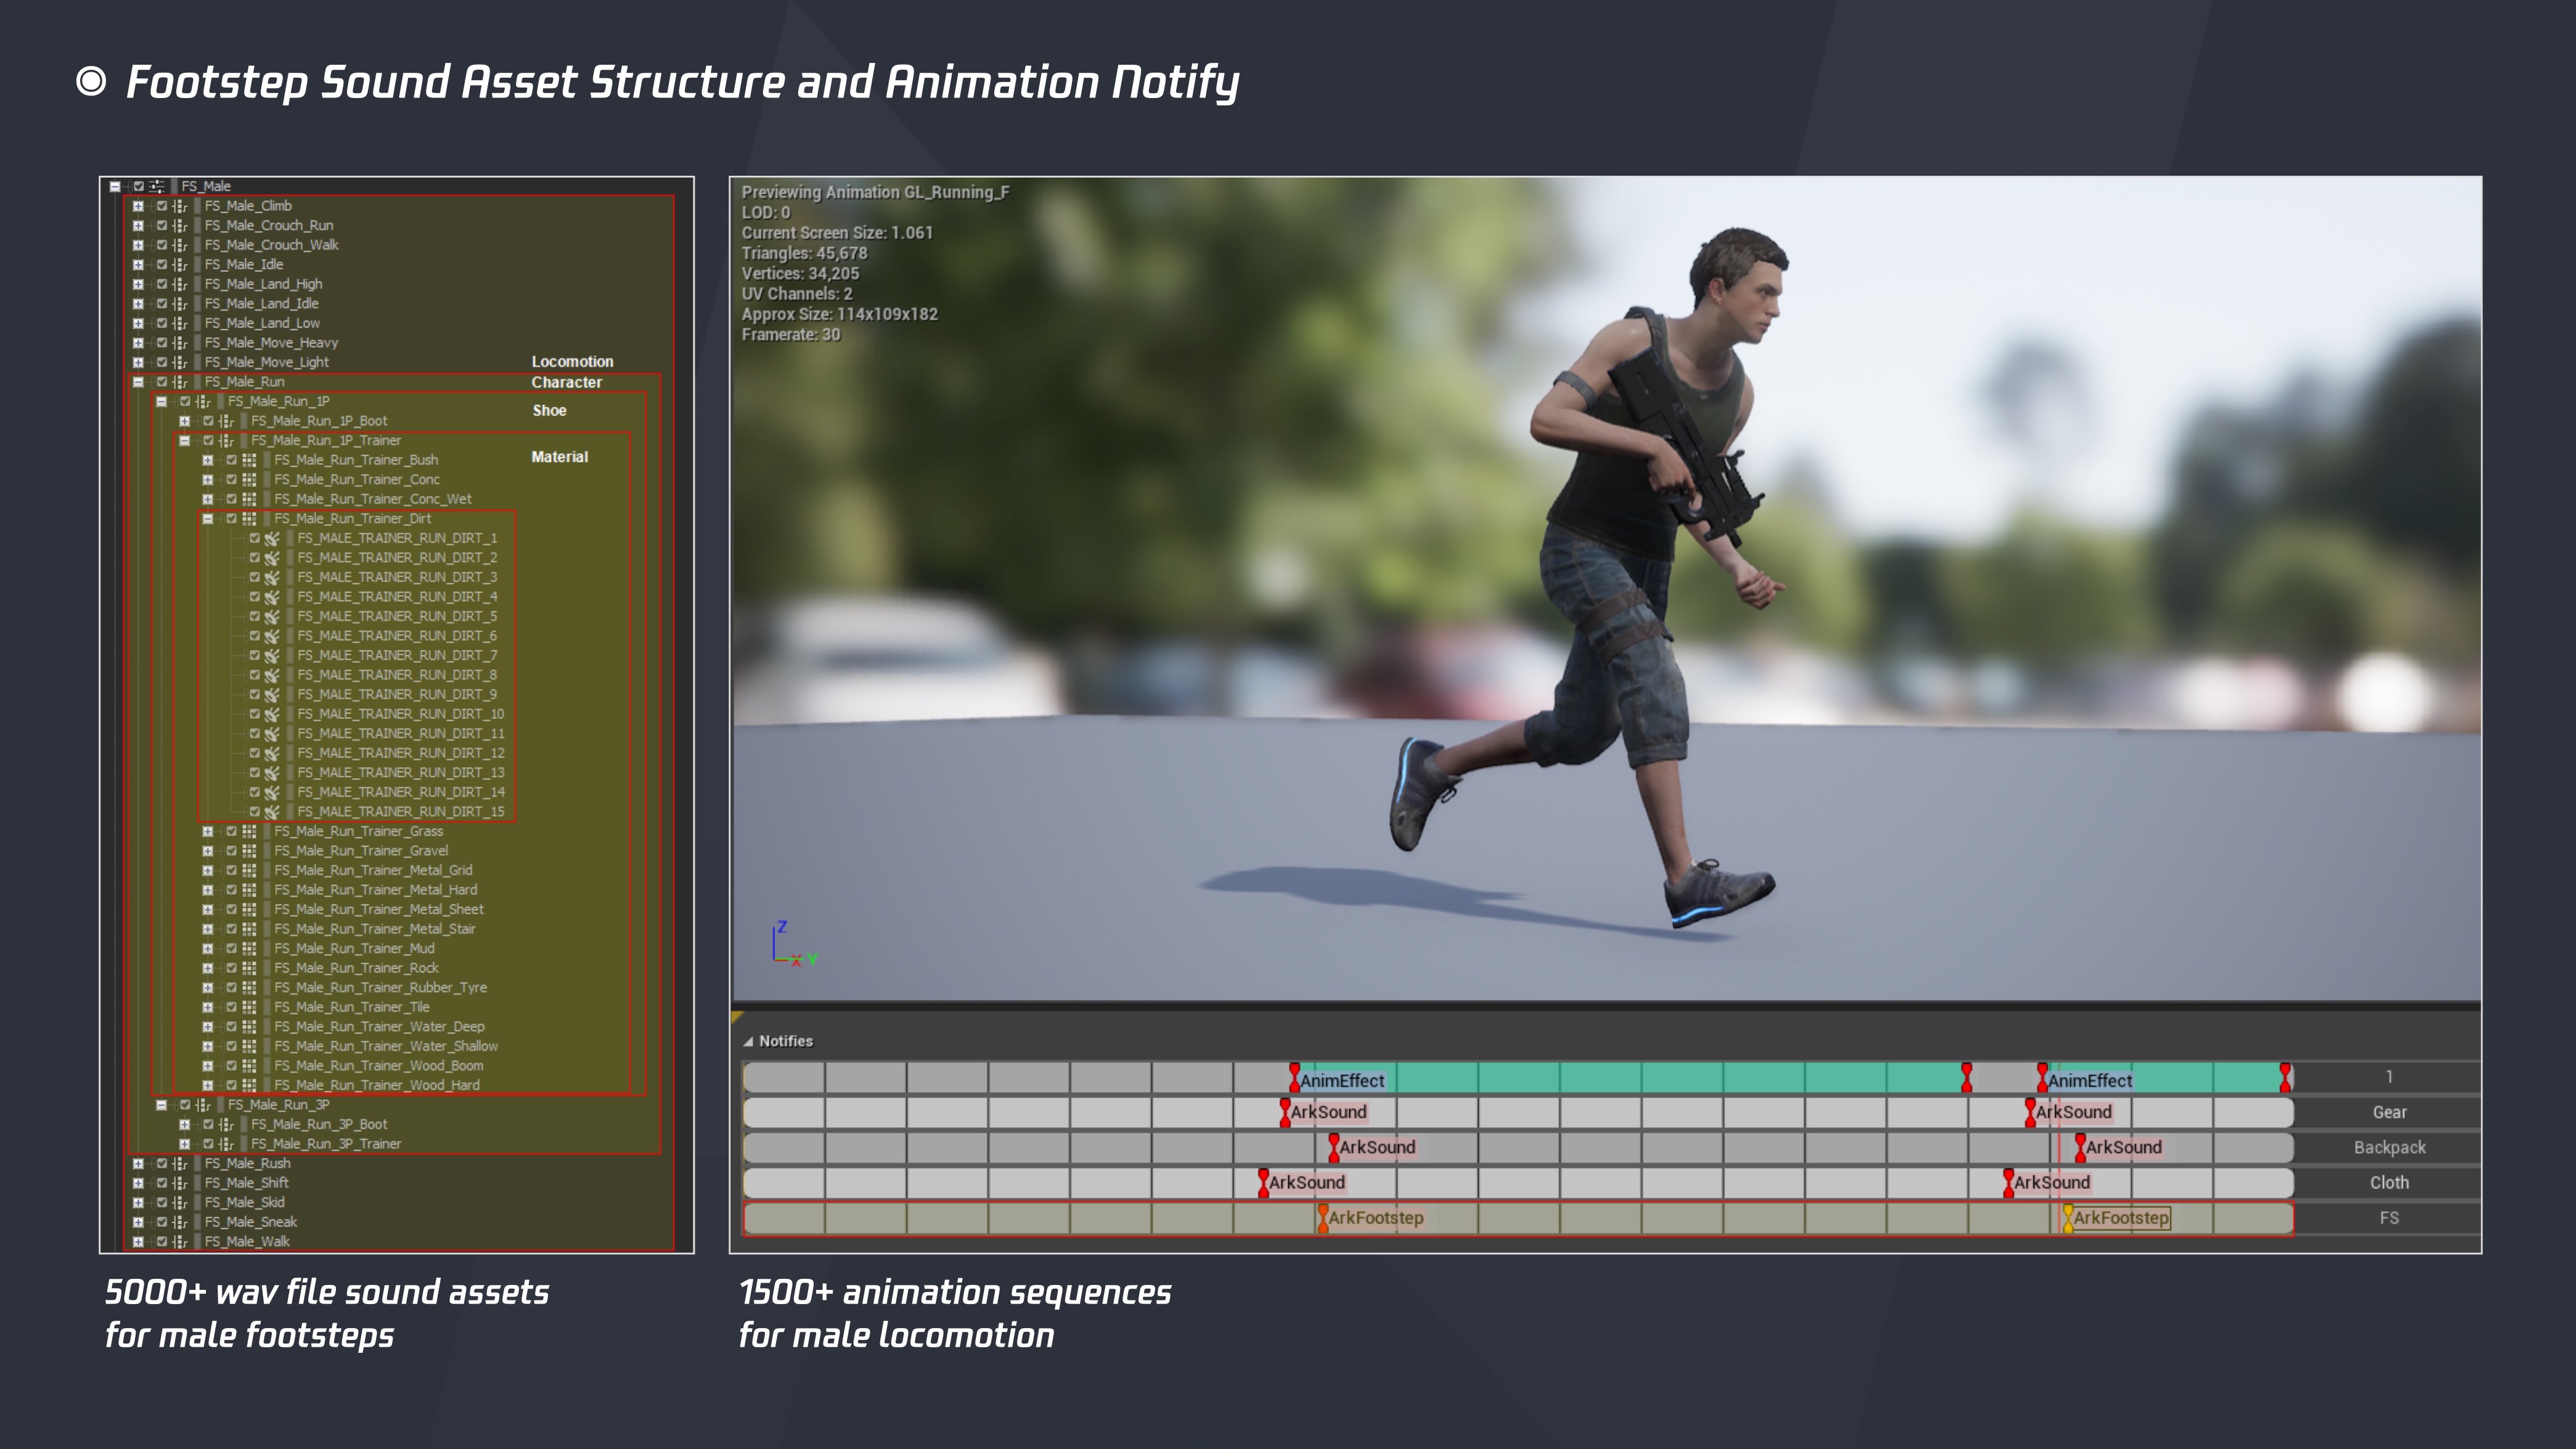 Footstep Sound Asset Structure and Animation Notify
FS_Male
FS_Male_Climb
FS_Male_Crouch_Run
FS_Male_Crouch_Walk
FS_Male_Idle
FS_Male_Land_High
FS_Male_Land_Idle
FS_Male_Land_Low
FS_Male_Move_Heavy
FS_Male_Move_Light
Locomotion
FS_Male_Run
Character
FS_Male_Run_1P
Shoe
FS_Male_Run_1P_Boot
FS_Male_Run_1P_Trainer
FS_Male_Run_Trainer_Bush
Material
FS_Male_Run_Trainer_Conc
FS_Male_Run_Trainer_Conc_Wet
FS_Male_Run_Trainer_Dirt
FS_MALE_TRAINER_RUN_DIRT_1
FS_MALE_TRAINER_RUN_DIRT_2
FS_MALE_TRAINER_RUN_DIRT_3
FS_MALE_TRAINER_RUN_DIRT_4
FS_MALE_TRAINER_RUN_DIRT_5
FS_MALE_TRAINER_RUN_DIRT_6
FS_MALE_TRAINER_RUN_DIRT_7
FS_MALE_TRAINER_RUN_DIRT_8
FS_MALE_TRAINER_RUN_DIRT_9
FS_MALE_TRAINER_RUN_DIRT_10
FS_MALE_TRAINER_RUN_DIRT_11
FS_MALE_TRAINER_RUN_DIRT_12
FS_MALE_TRAINER_RUN_DIRT_13
FS_MALE_TRAINER_RUN_DIRT_14
FS_MALE_TRAINER_RUN_DIRT_15
FS_Male_Run_Trainer_Grass
FS_Male_Run_Trainer_Gravel
FS_Male_Run_Trainer_Metal_Grid
FS_Male_Run_Trainer_Metal_Hard
FS_Male_Run_Trainer_Metal_Sheet
FS_Male_Run_Trainer_Metal_Stair
FS_Male_Run_Trainer_Mud
FS_Male_Run_Trainer_Rock
FS_Male_Run_Trainer_Rubber_Tyre
FS_Male_Run_Trainer_Tile
FS_Male_Run_Trainer_Water_Deep
FS_Male_Run_Trainer_Water_Shallow
FS_Male_Run_Trainer_Wood_Boom
FS_Male_Run_Trainer_Wood_Hard
FS_Male_Run_3P
FS_Male_Run_3P_Boot
FS_Male_Run_3P_Trainer
FS_Male_Rush
FS_Male_Shift
FS_Male_Skid
FS_Male_Sneak
FS_Male_Walk
5000+ wav file sound assets
for male footsteps
Previewing Animation GL_Running_F
LOD: 0
Current Screen Size: 1.061
Triangles: 45,678
Vertices: 34,205
UV Channels: 2
Approx Size: 114x109x182
Framerate: 30
Z
X Y
Notifies
AnimEffect AnimEffect 1
ArkSound ArkSound Gear
ArkSound ArkSound Backpack
ArkSound ArkSound Cloth
ArkFootstep ArkFootstep FS
1500+ animation sequences
for male locomotion